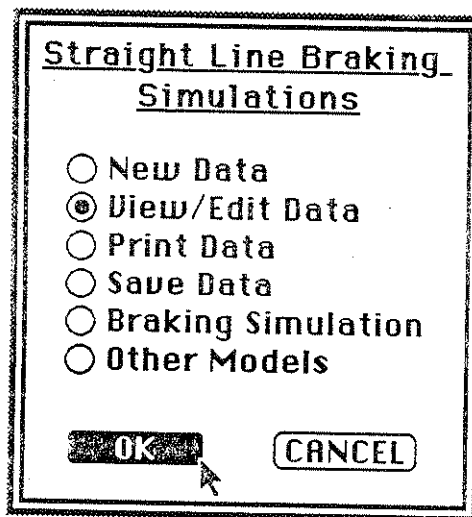 Straight Line Braking
Simulations
New Data
View/Edit Data
Print Data
Save Data
Braking Simulation
Other Models
OK
CANCEL